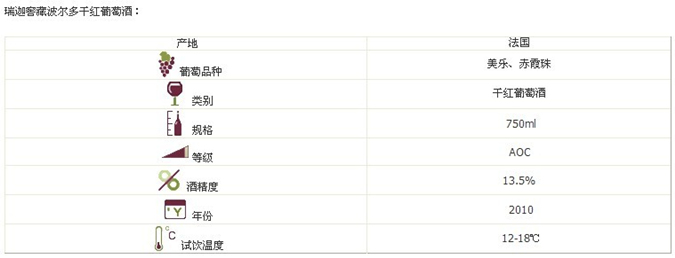 瑞迦窖藏波尔多干红葡萄酒：
产地 法国
葡萄品种 美乐、赤霞珠
类别 干红葡萄酒
规格 750ml
等级 AOC
酒精度 13.5%
Y 年份 2010
°C 试饮温度 12-18℃